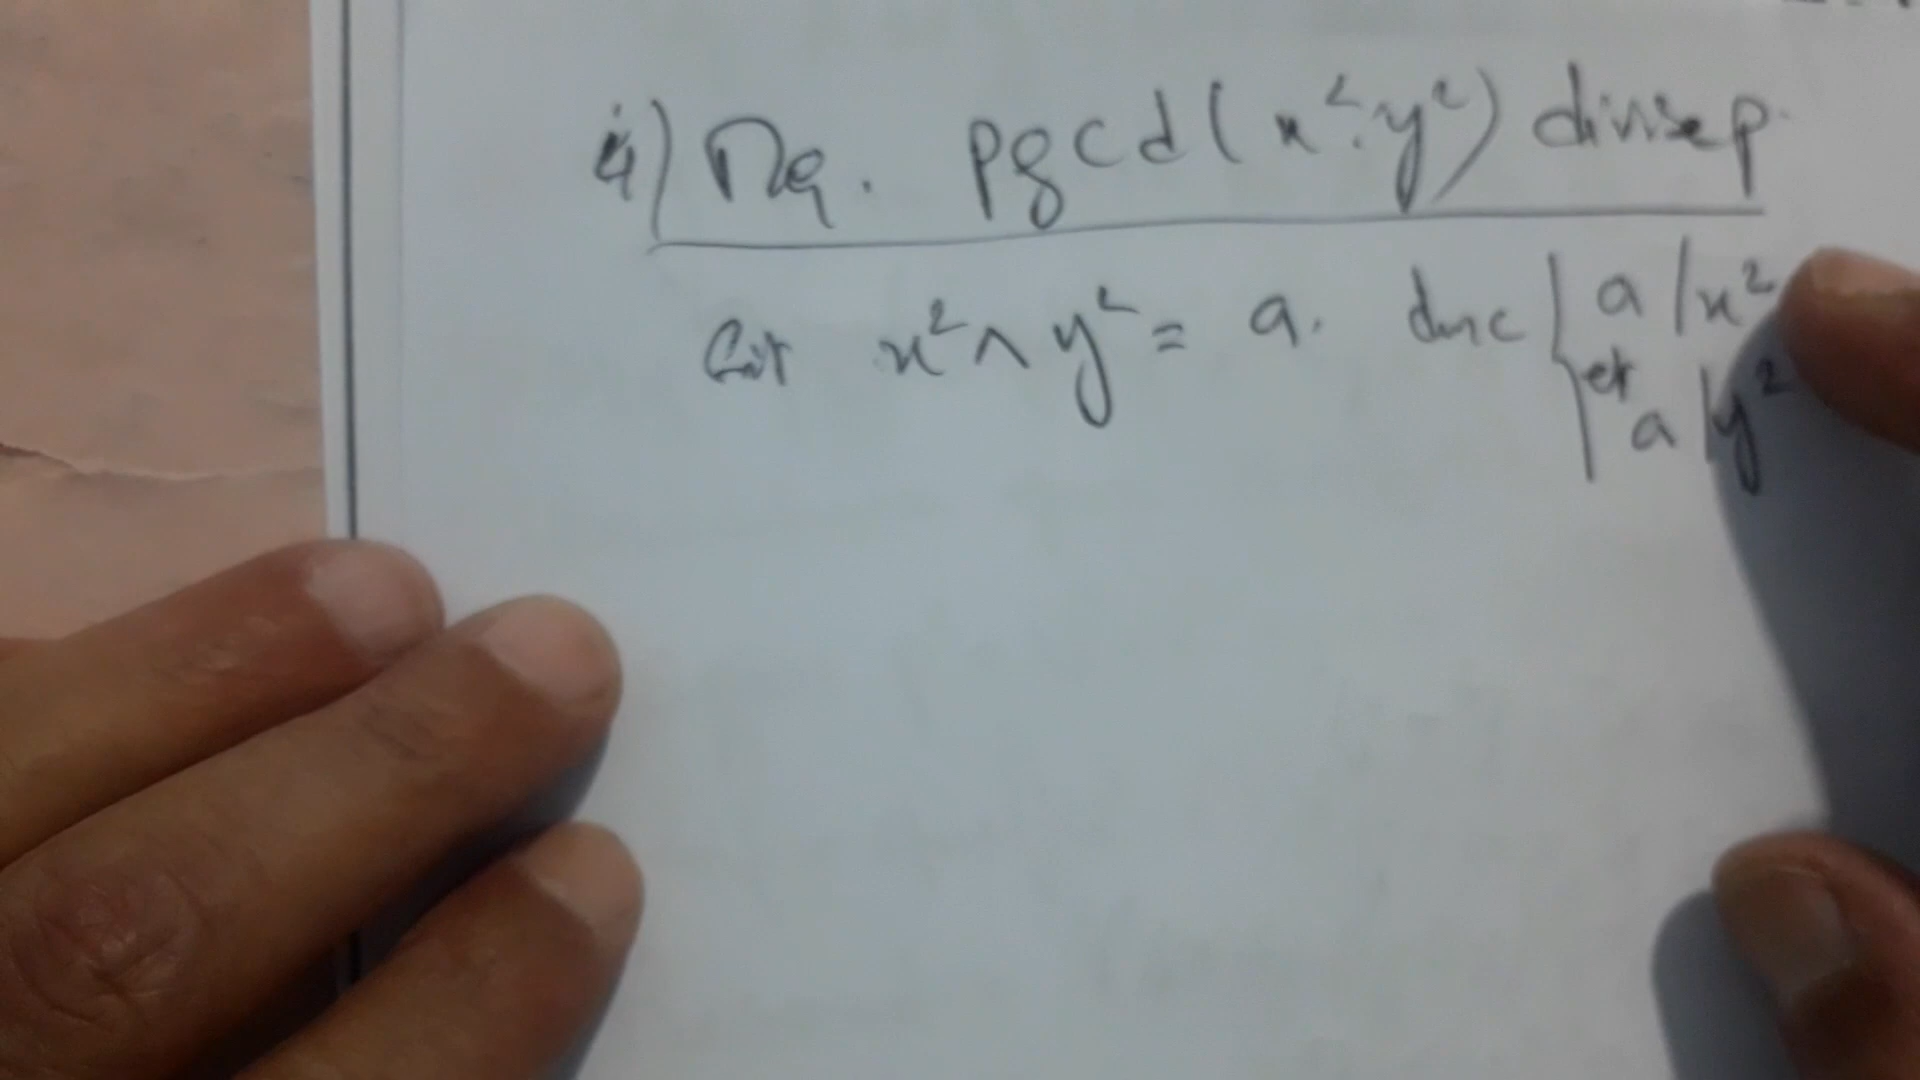 4) Mq. pgcd(x²; y²) divise p.
Soit x² ∧ y² = a. donc { a / x²
et
a / y²